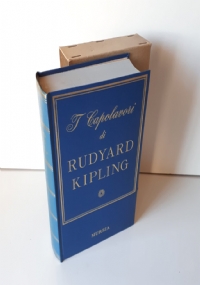 I Capolavori
di
RUDYARD
KIPLING
MURSIA